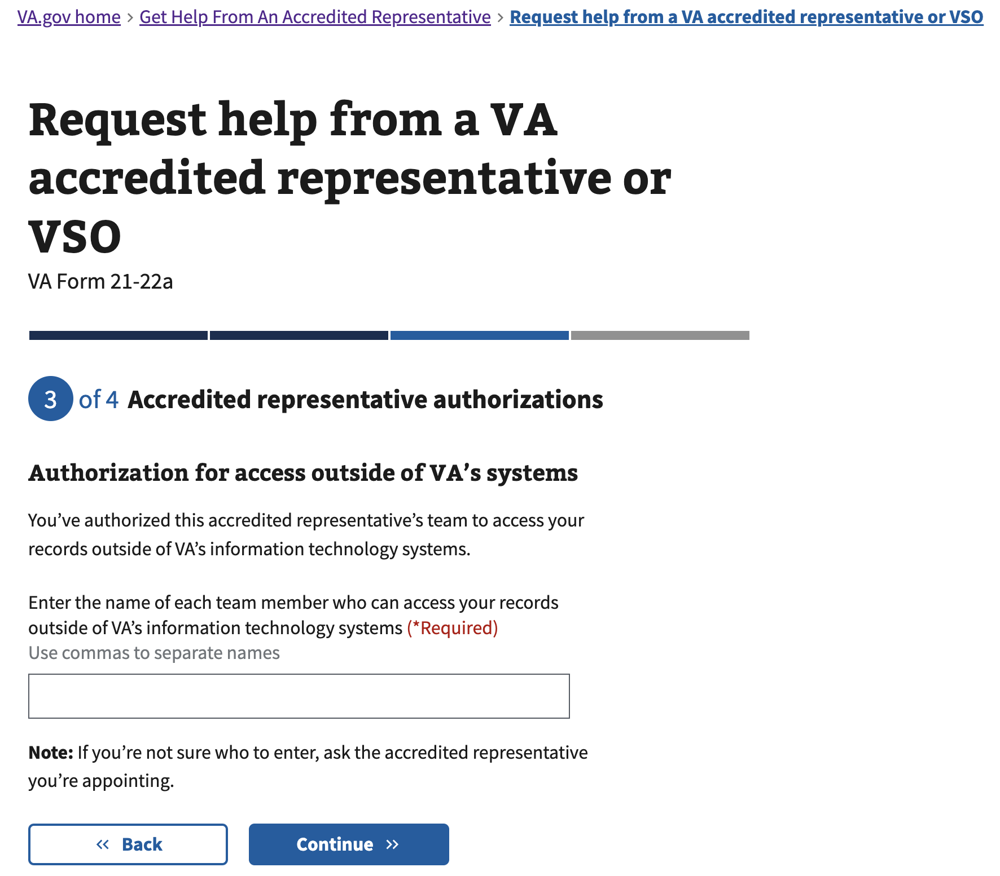 VA.gov home › Get Help From An Accredited Representative › Request help from a VA accredited representative or VSO
Request help from a VA
accredited representative or
VSO
VA Form 21-22a
3 of 4 Accredited representative authorizations
Authorization for access outside of VA’s systems
You’ve authorized this accredited representative’s team to access your
records outside of VA’s information technology systems.
Enter the name of each team member who can access your records
outside of VA’s information technology systems (*Required)
Use commas to separate names
Note: If you’re not sure who to enter, ask the accredited representative
you’re appointing.
« Back
Continue »